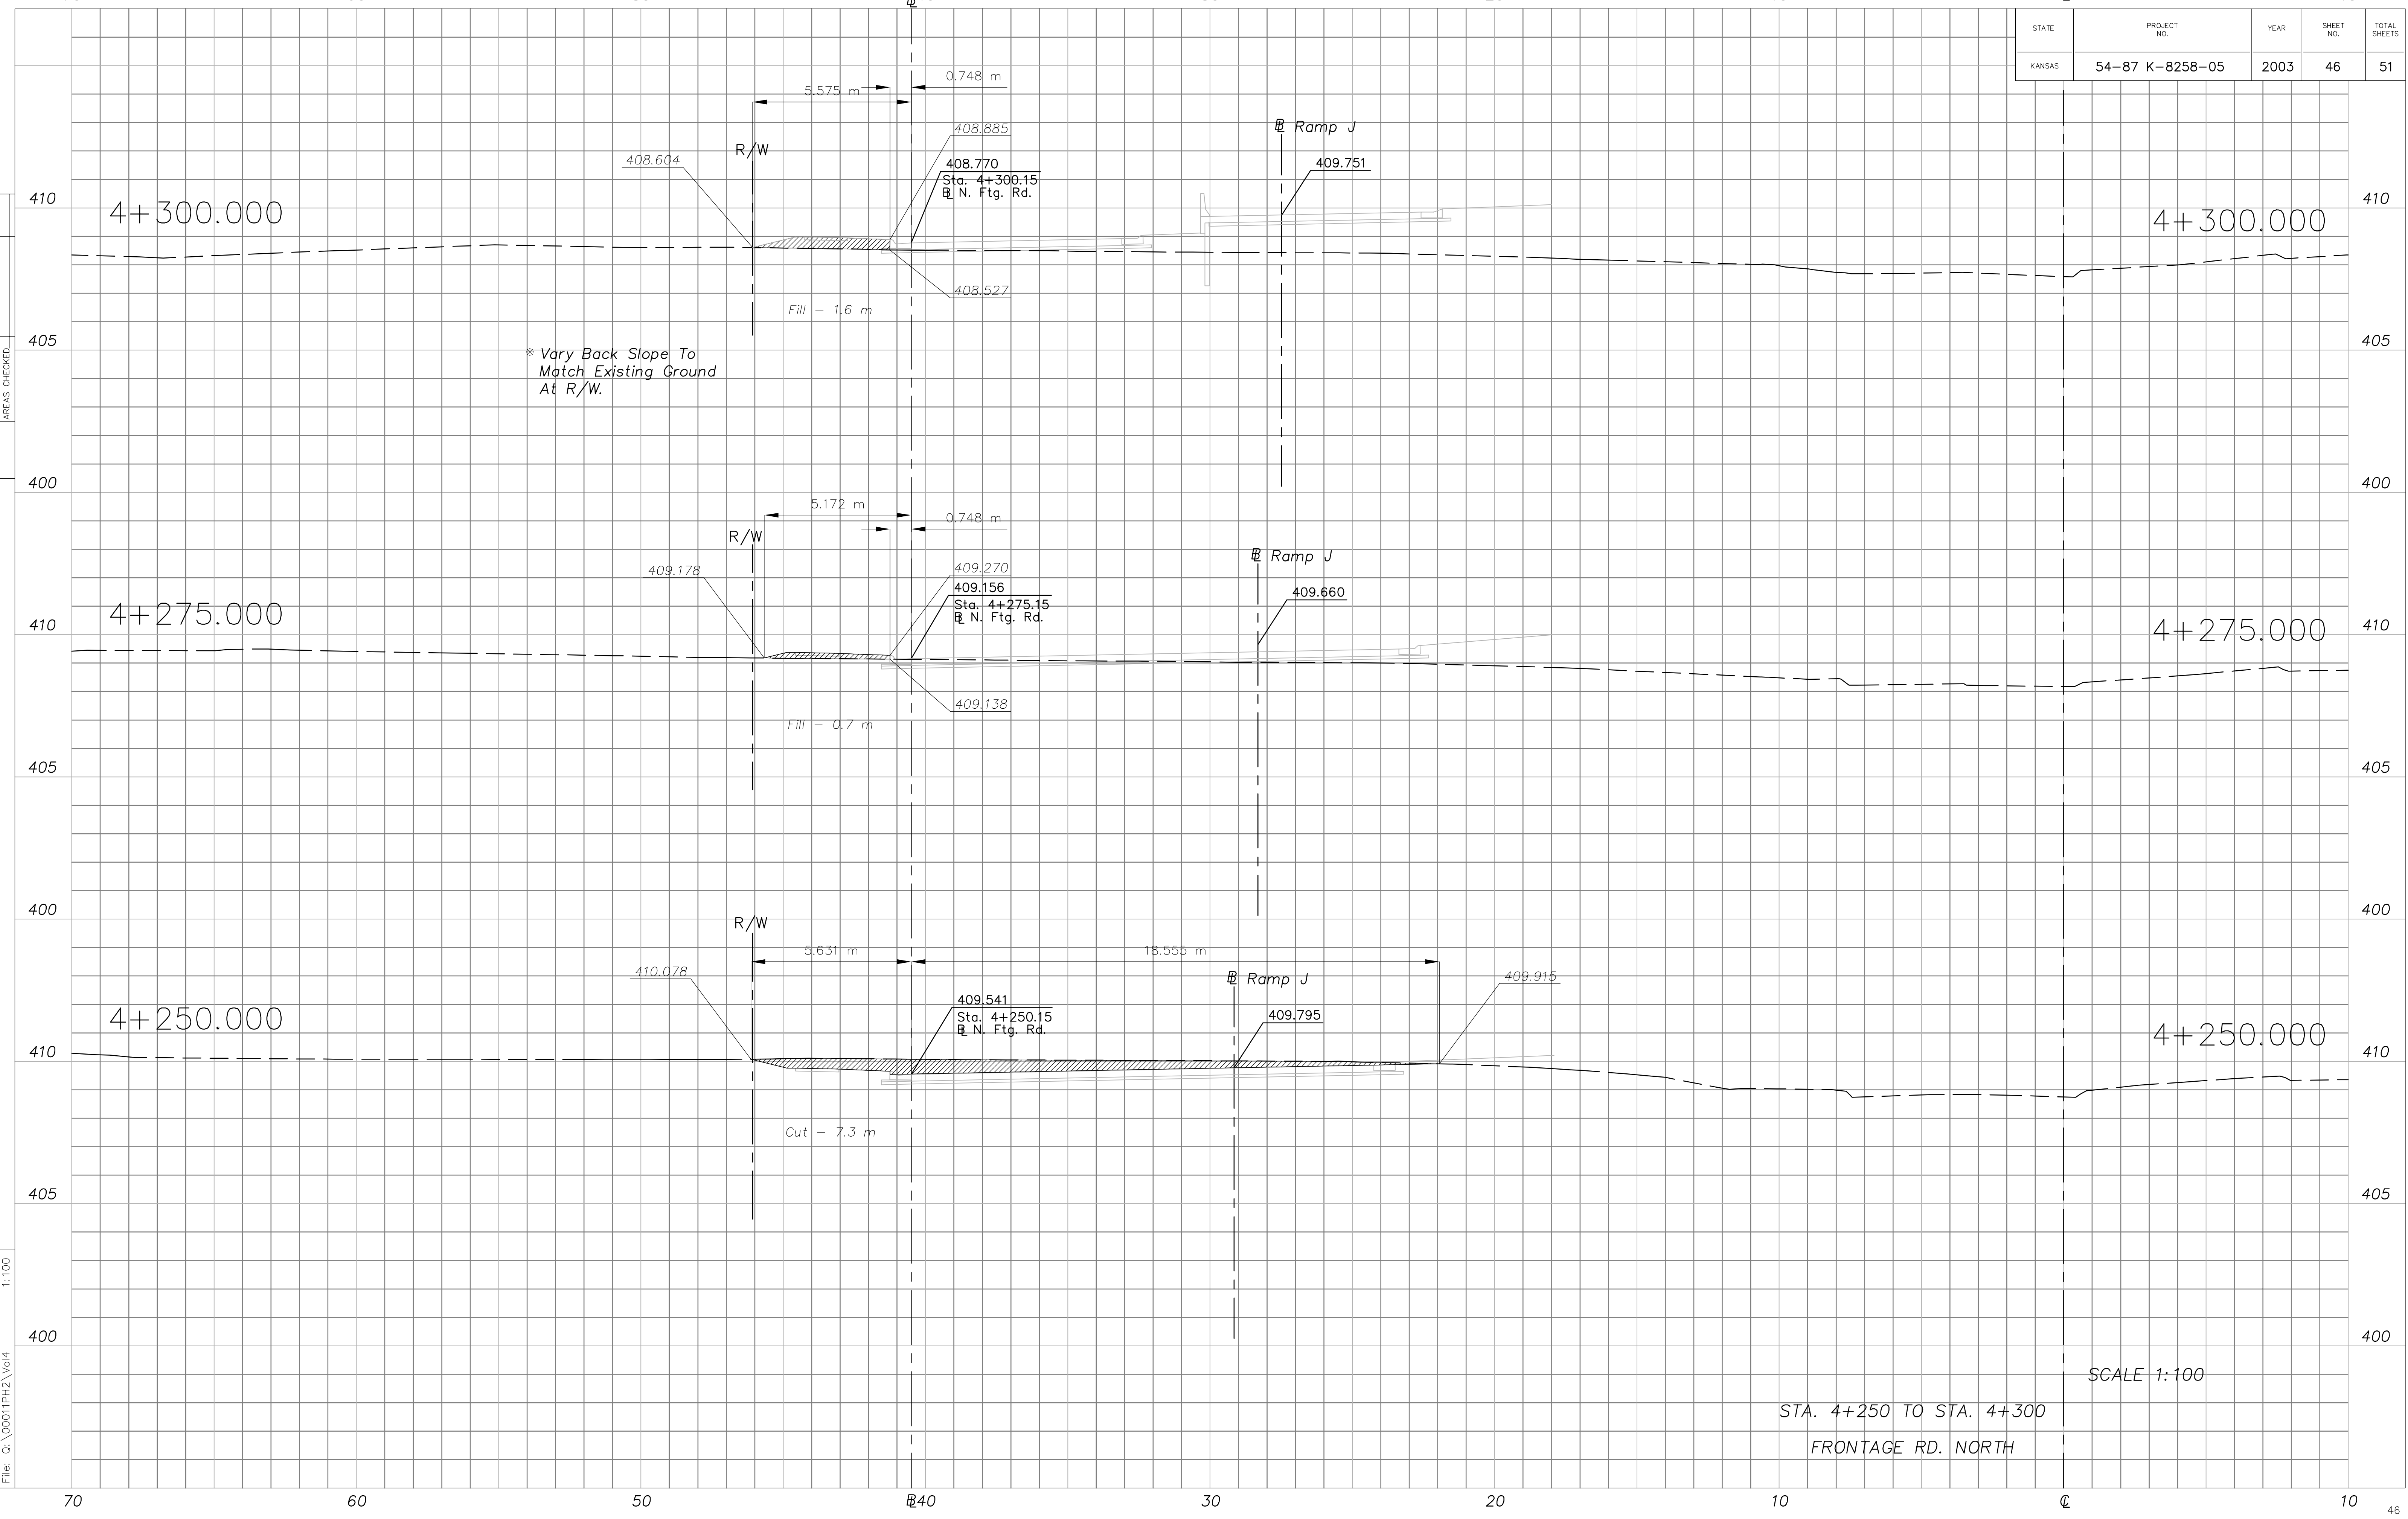 STATE PROJECT NO. YEAR SHEET NO. TOTAL SHEETS
KANSAS 54-87 K-8258-05 2003 46 51
0.748 m
5.575 m
408.885
R/W
℄ Ramp J
408.604
408.770
409.751
Sta. 4+300.15
℄ N. Ftg. Rd.
410
4+300.000
4+300.000
410
408.527
Fill - 1.6 m
405
405
* Vary Back Slope To
Match Existing Ground
At R/W.
AREAS CHECKED
400
400
5.172 m
0.748 m
R/W
℄ Ramp J
409.178
409.270
409.156
409.660
Sta. 4+275.15
℄ N. Ftg. Rd.
410
4+275.000
4+275.000
410
409.138
Fill - 0.7 m
405
405
400
400
R/W
5.631 m
18.555 m
410.078
℄ Ramp J
409.915
409.541
409.795
Sta. 4+250.15
℄ N. Ftg. Rd.
4+250.000
4+250.000
410
410
Cut - 7.3 m
405
405
1:100
400
400
SCALE 1:100
File: Q:\00011PH2\Vol4
STA. 4+250 TO STA. 4+300
FRONTAGE RD. NORTH
70 60 50 ℄ 40 30 20 10 ℄ 10
46